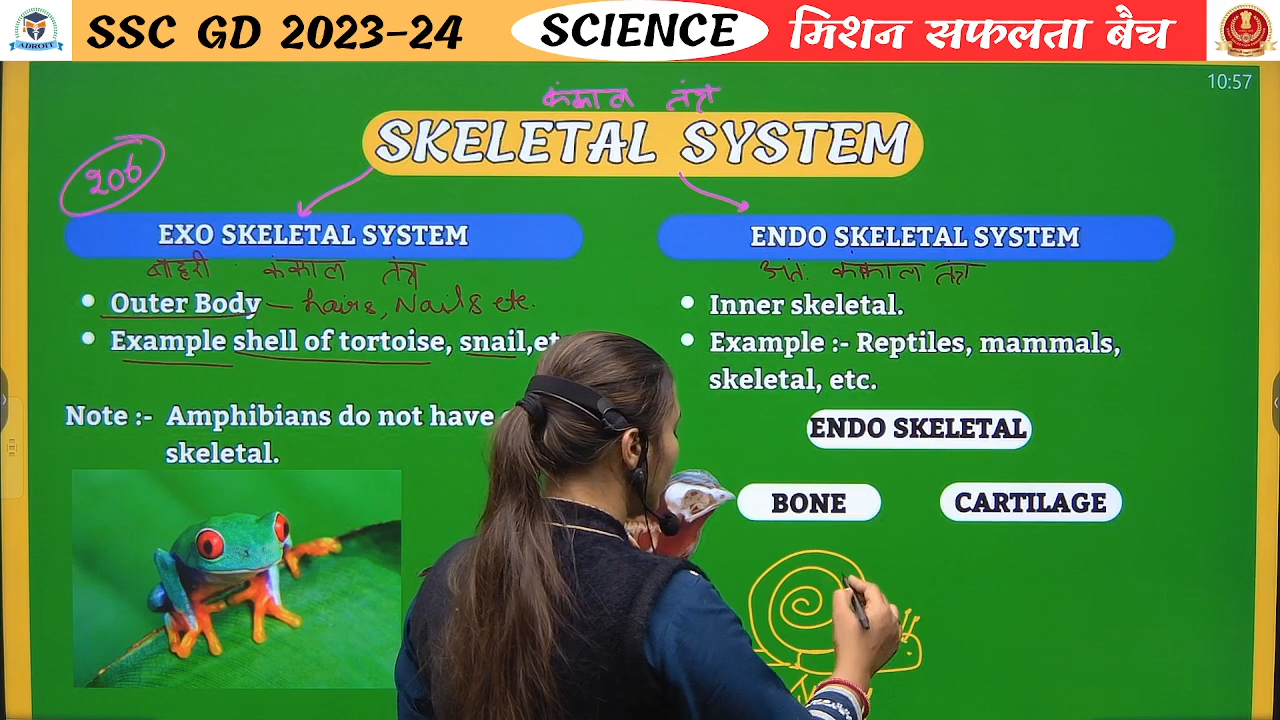 SSC GD 2023-24 SCIENCE मिशन सफलता बैच
ADROIT
10:57
कंकाल तंत्र
SKELETAL SYSTEM
206
EXO SKELETAL SYSTEM
बाहरी कंकाल तंत्र
Outer Body – hairs, Nails etc.
Example shell of tortoise, snail,et
Note :- Amphibians do not have
skeletal.
ENDO SKELETAL SYSTEM
अंतः कंकाल तंत्र
Inner skeletal.
Example :- Reptiles, mammals,
skeletal, etc.
ENDO SKELETAL
BONE CARTILAGE